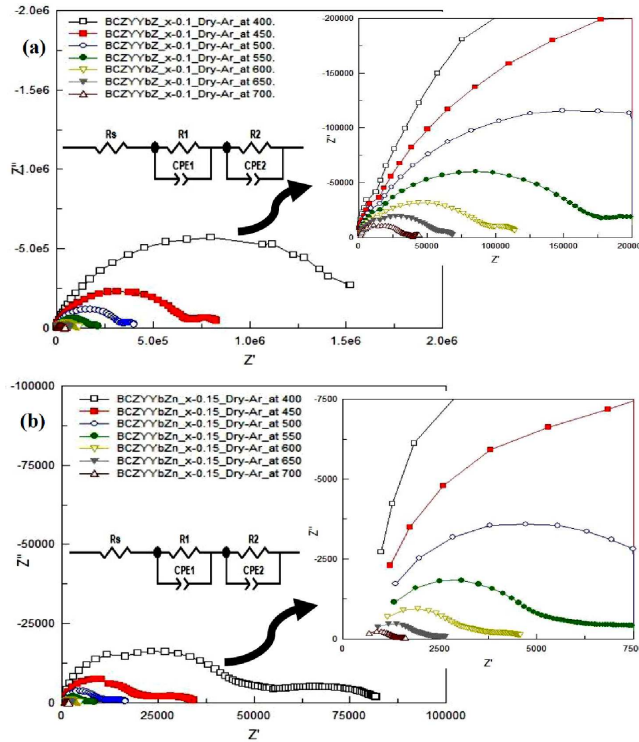 (a)
-2.0e6
-1.5e6
-1.0e6
-5.0e5
0
Z''
BCZYYbZ_x-0.1_Dry-Ar_at 400.
BCZYYbZ_x-0.1_Dry-Ar_at 450.
BCZYYbZ_x-0.1_Dry-Ar_at 500.
BCZYYbZ_x-0.1_Dry-Ar_at 550.
BCZYYbZ_x-0.1_Dry-Ar_at 600.
BCZYYbZ_x-0.1_Dry-Ar_at 650.
BCZYYbZ_x-0.1_Dry-Ar_at 700.
Rs R1 R2
CPE1 CPE2
0 5.0e5 1.0e6 1.5e6 2.0e6
Z'
-200000
-150000
-100000
-50000
0
Z''
0 50000 100000 150000 20000
Z'
(b)
-100000
-75000
-50000
-25000
0
Z''
BCZYYbZn_x-0.15_Dry-Ar_at 400
BCZYYbZn_x-0.15_Dry-Ar_at 450
BCZYYbZn_x-0.15_Dry-Ar_at 500
BCZYYbZn_x-0.15_Dry-Ar_at 550
BCZYYbZn_x-0.15_Dry-Ar_at 600
BCZYYbZn_x-0.15_Dry-Ar_at 650
BCZYYbZn_x-0.15_Dry-Ar_at 700
Rs R1 R2
CPE1 CPE2
0 25000 50000 75000 100000
Z'
-7500
-5000
-2500
0
Z''
0 2500 5000 750
Z'